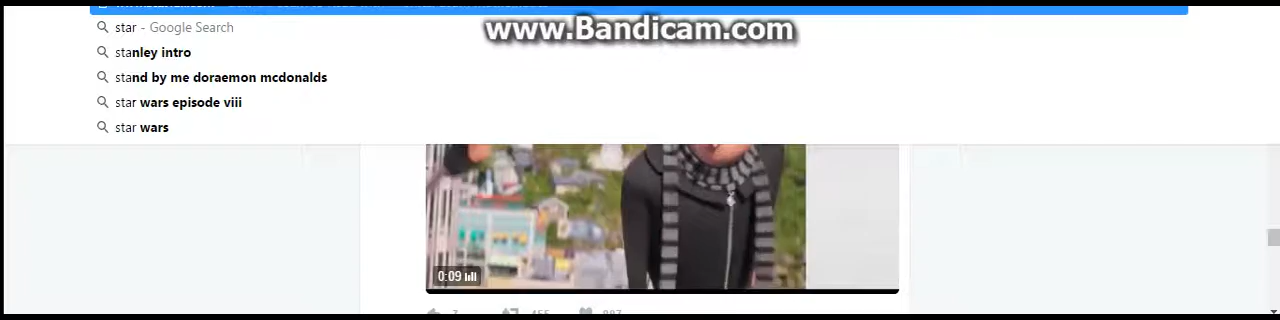 www.Bandicam.com
star - Google Search
stanley intro
stand by me doraemon mcdonalds
star wars episode viii
star wars
0:09